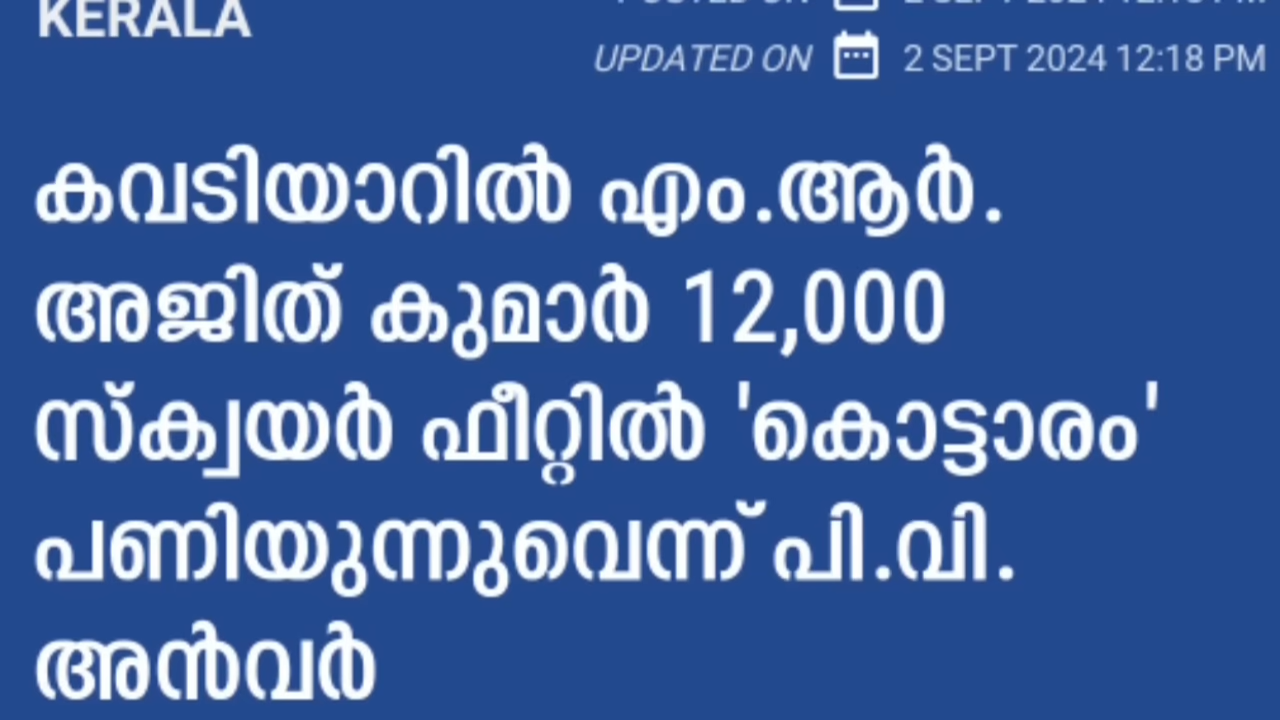 KERALA
UPDATED ON 2 SEPT 2024 12:18 PM
കവടിയാറിൽ എം.ആർ.
അജിത് കുമാർ 12,000
സ്ക്വയർ ഫീറ്റിൽ 'കൊട്ടാരം'
പണിയുന്നുവെന്ന് പി.വി.
അൻവർ